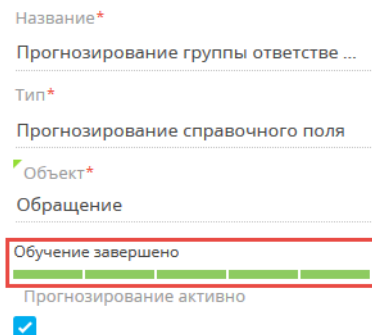 Название*
Прогнозирование группы ответстве ...
Тип*
Прогнозирование справочного поля
Объект*
Обращение
Обучение завершено
Прогнозирование активно